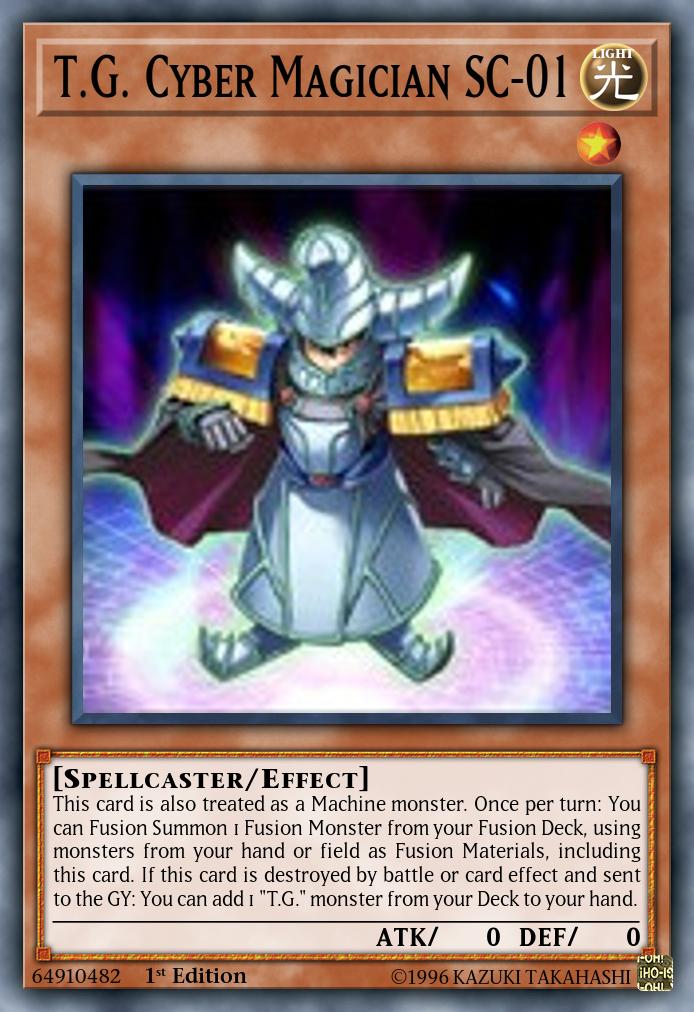 T.G. Cyber Magician SC-01
LIGHT
光
[Spellcaster/Effect]
This card is also treated as a Machine monster. Once per turn: You
can Fusion Summon 1 Fusion Monster from your Fusion Deck, using
monsters from your hand or field as Fusion Materials, including
this card. If this card is destroyed by battle or card effect and sent
to the GY: You can add 1 "T.G." monster from your Deck to your hand.
ATK/ 0 DEF/ 0
64910482 1st Edition ©1996 KAZUKI TAKAHASHI